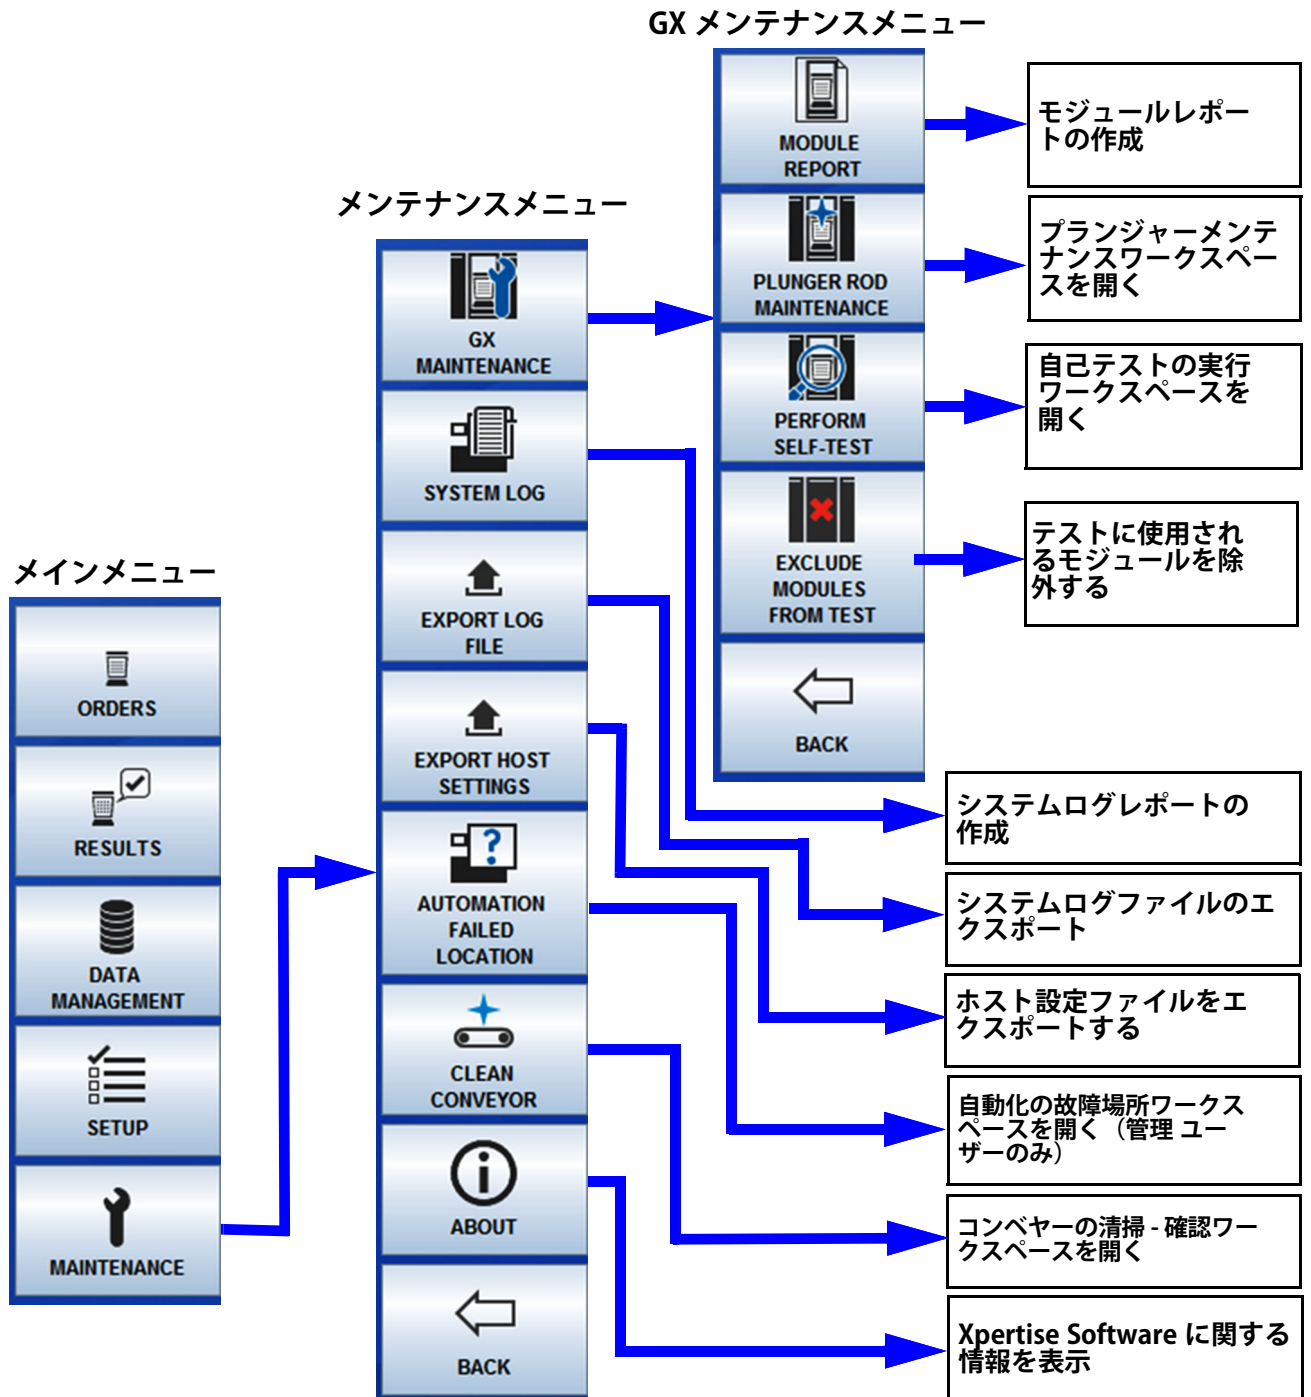 GX メンテナンスメニュー
MODULE
REPORT
PLUNGER ROD
MAINTENANCE
PERFORM
SELF-TEST
EXCLUDE
MODULES
FROM TEST
BACK
モジュールレポー
トの作成
プランジャーメンテ
ナンスワークスペー
スを開く
自己テストの実行
ワークスペースを
開く
テストに使用され
るモジュールを除
外する
メンテナンスメニュー
GX
MAINTENANCE
SYSTEM LOG
EXPORT LOG
FILE
EXPORT HOST
SETTINGS
AUTOMATION
FAILED
LOCATION
CLEAN
CONVEYOR
ABOUT
BACK
メインメニュー
ORDERS
RESULTS
DATA
MANAGEMENT
SETUP
MAINTENANCE
システムログレポートの
作成
システムログファイルのエ
クスポート
ホスト設定ファイルをエ
クスポートする
自動化の故障場所ワークス
ペースを開く（管理 ユー
ザーのみ）
コンベヤーの清掃 - 確認ワー
クスペースを開く
Xpertise Software に関する
情報を表示